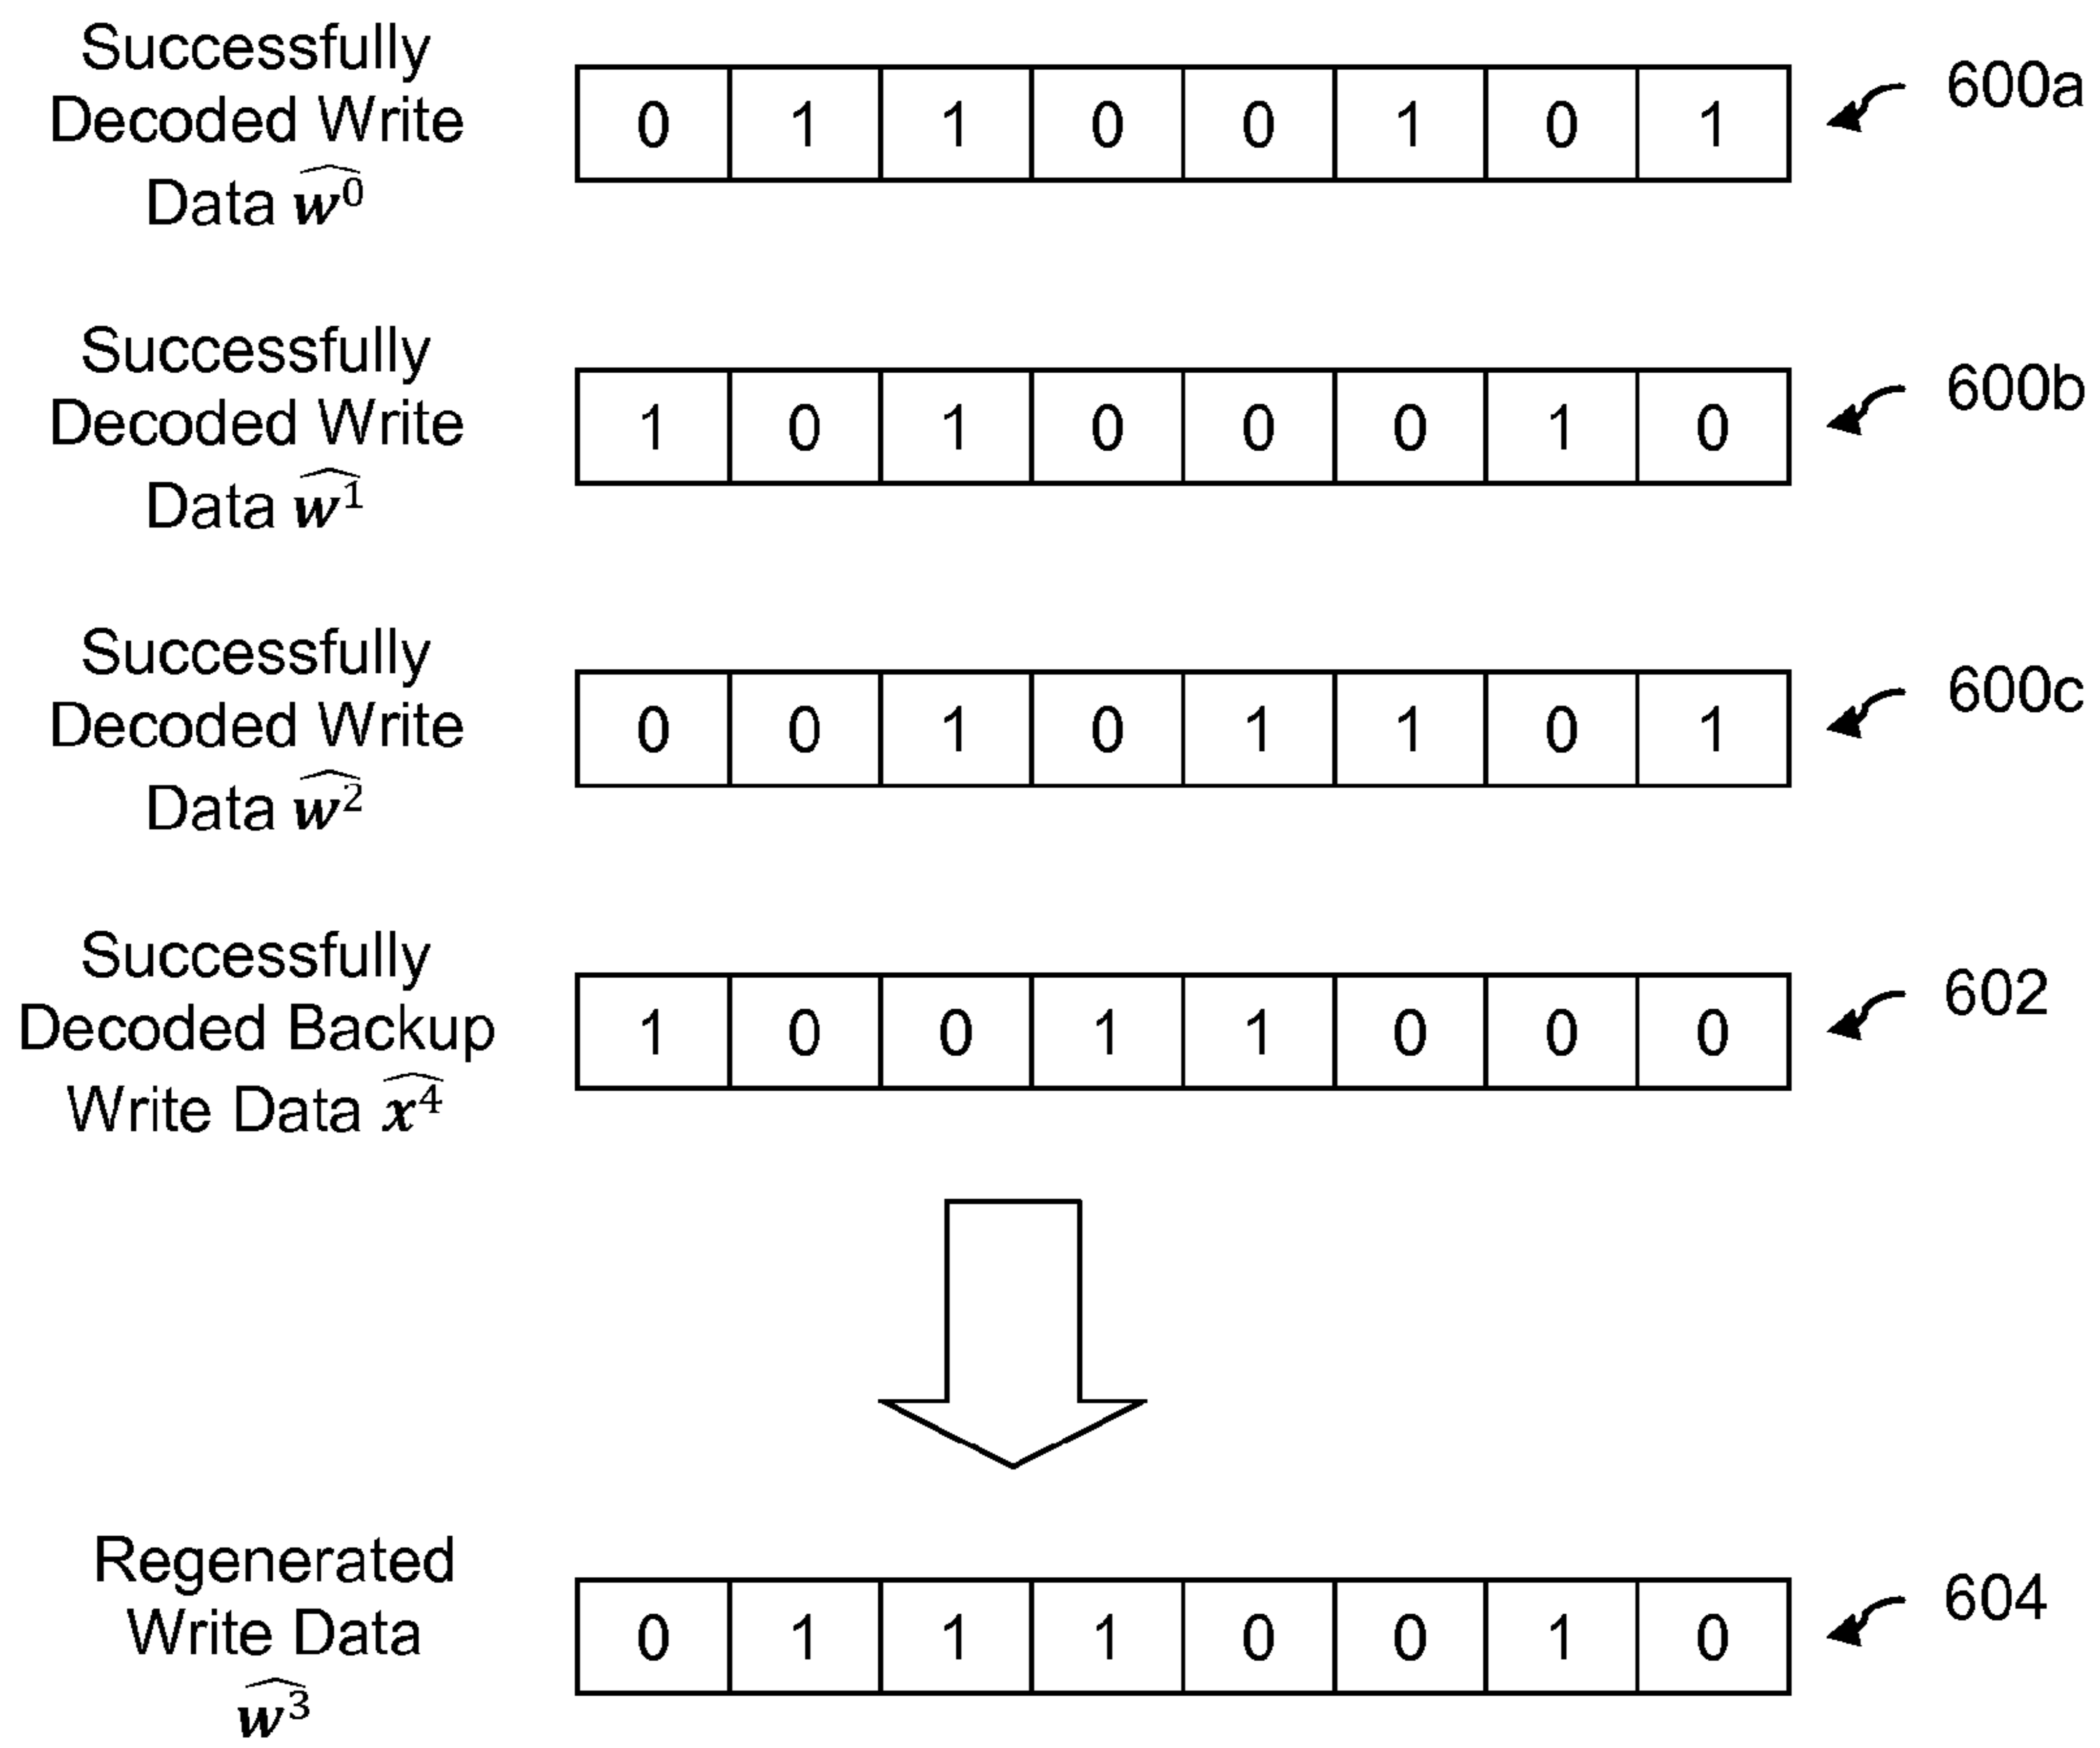 Successfully
Decoded Write
Data ŵ⁰
0 1 1 0 0 1 0 1
600a
Successfully
Decoded Write
Data ŵ¹
1 0 1 0 0 0 1 0
600b
Successfully
Decoded Write
Data ŵ²
0 0 1 0 1 1 0 1
600c
Successfully
Decoded Backup
Write Data x̂⁴
1 0 0 1 1 0 0 0
602
Regenerated
Write Data
ŵ³
0 1 1 1 0 0 1 0
604